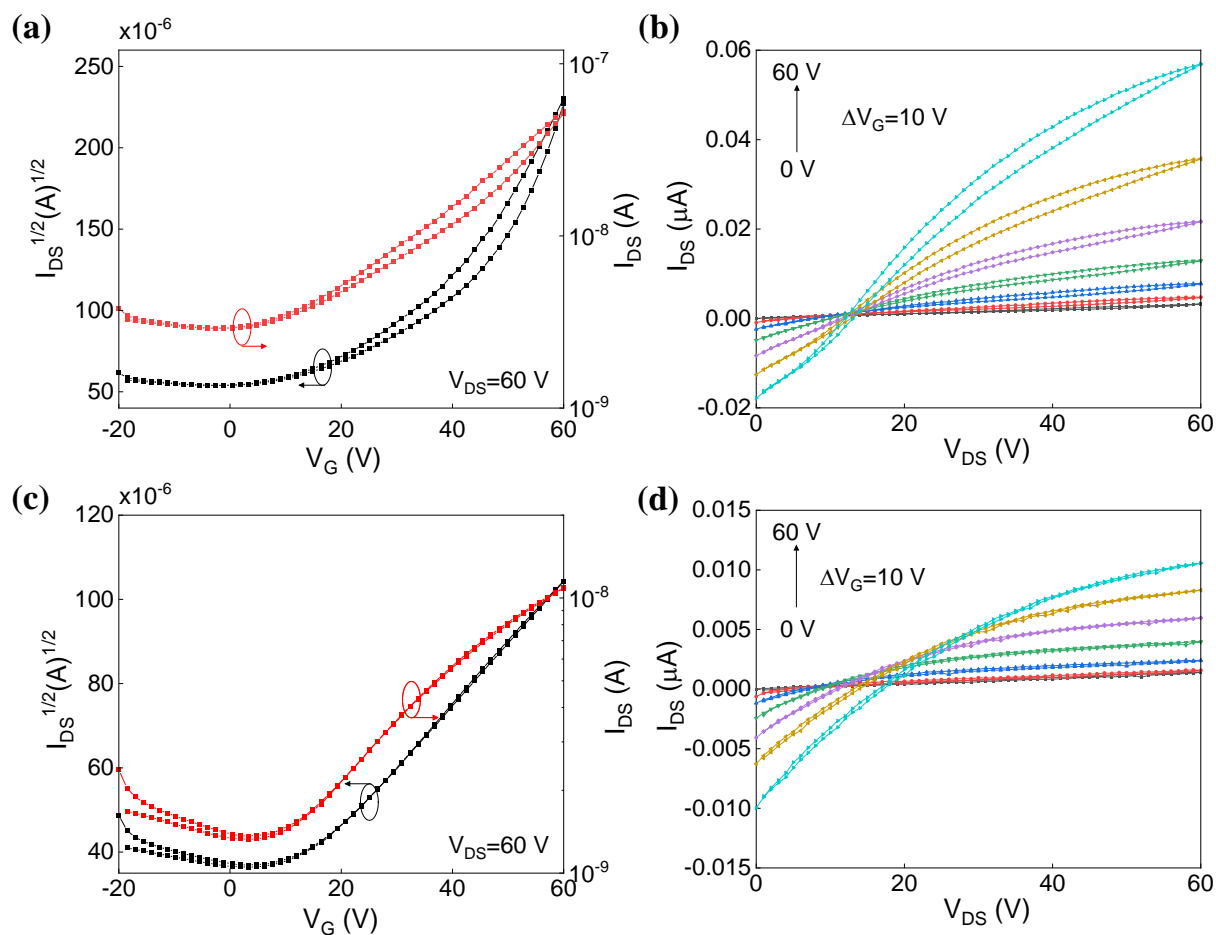 (a)
x10⁻⁶
250
200
150
100
50
I_DS^1/2(A)^1/2
10⁻⁷
10⁻⁸
10⁻⁹
I_DS (A)
V_DS=60 V
-20 0 20 40 60
V_G (V)
(b)
0.06
0.04
0.02
0.00
-0.02
I_DS (μA)
60 V
ΔV_G=10 V
0 V
0 20 40 60
V_DS (V)
(c)
x10⁻⁶
120
100
80
60
40
I_DS^1/2(A)^1/2
10⁻⁸
10⁻⁹
I_DS (A)
V_DS=60 V
-20 0 20 40 60
V_G (V)
(d)
0.015
0.010
0.005
0.000
-0.005
-0.010
-0.015
I_DS (μA)
60 V
ΔV_G=10 V
0 V
0 20 40 60
V_DS (V)